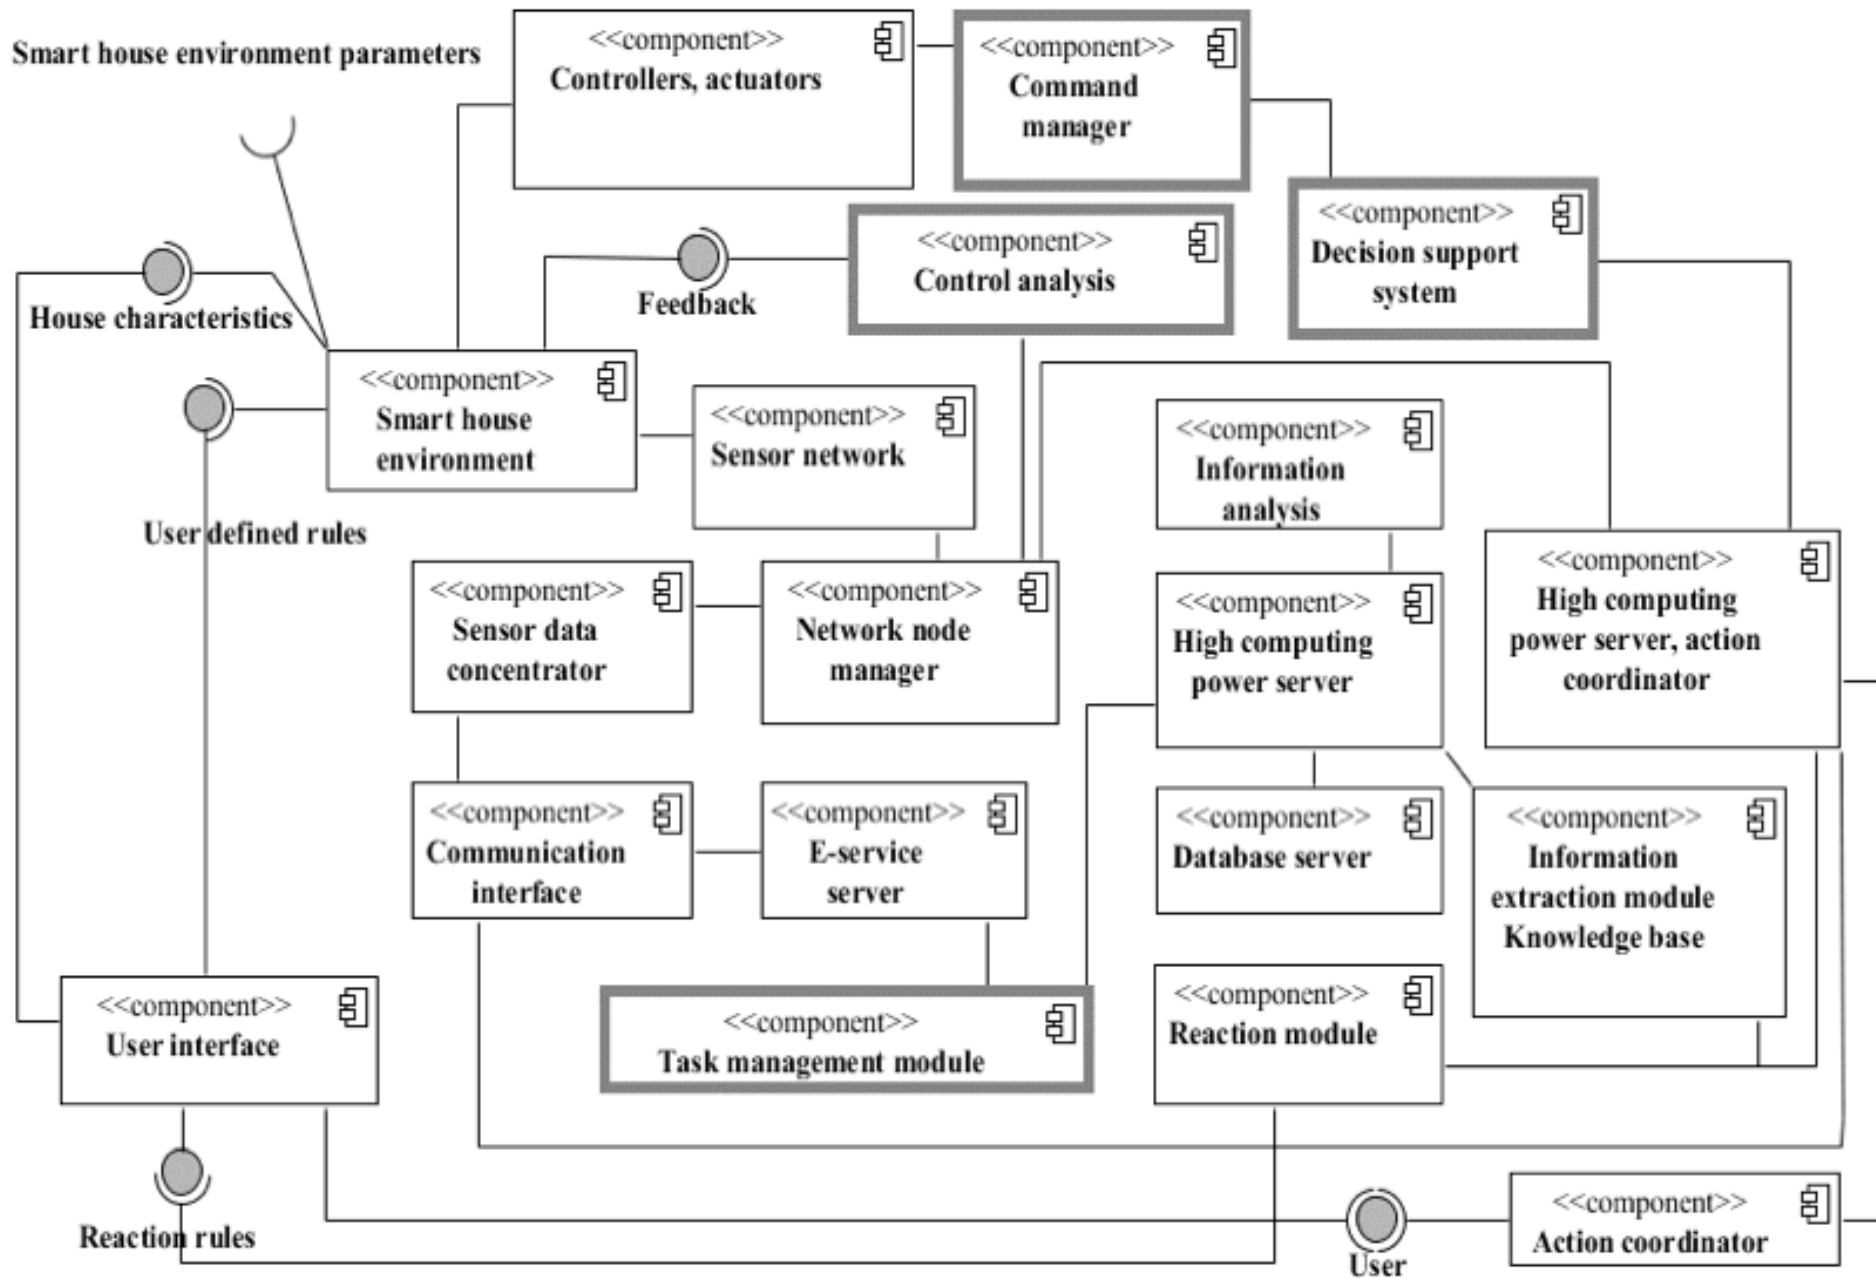 Smart house environment parameters
<<component>>
Controllers, actuators
<<component>>
Command
manager
<<component>>
Control analysis
<<component>>
Decision support
system
House characteristics
Feedback
<<component>>
Smart house
environment
<<component>>
Sensor network
<<component>>
Information
analysis
User defined rules
<<component>>
Sensor data
concentrator
<<component>>
Network node
manager
<<component>>
High computing
power server
<<component>>
High computing
power server, action
coordinator
<<component>>
Communication
interface
<<component>>
E-service
server
<<component>>
Database server
<<component>>
Information
extraction module
Knowledge base
<<component>>
User interface
<<component>>
Task management module
<<component>>
Reaction module
Reaction rules
User
<<component>>
Action coordinator